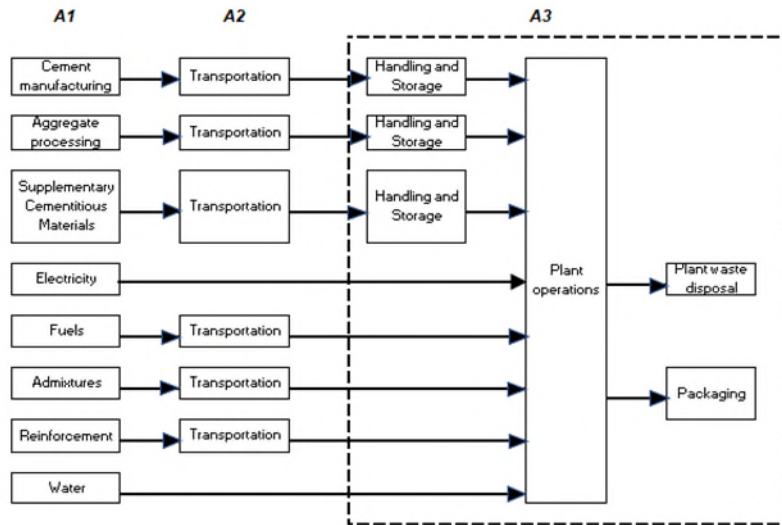 A1
A2
A3
Cement
manufacturing
Transportation
Handling and
Storage
Aggregate
processing
Transportation
Handling and
Storage
Supplementary
Cementitious
Materials
Transportation
Handling and
Storage
Electricity
Plant
operations
Plant waste
disposal
Fuels
Transportation
Admixtures
Transportation
Packaging
Reinforcement
Transportation
Water